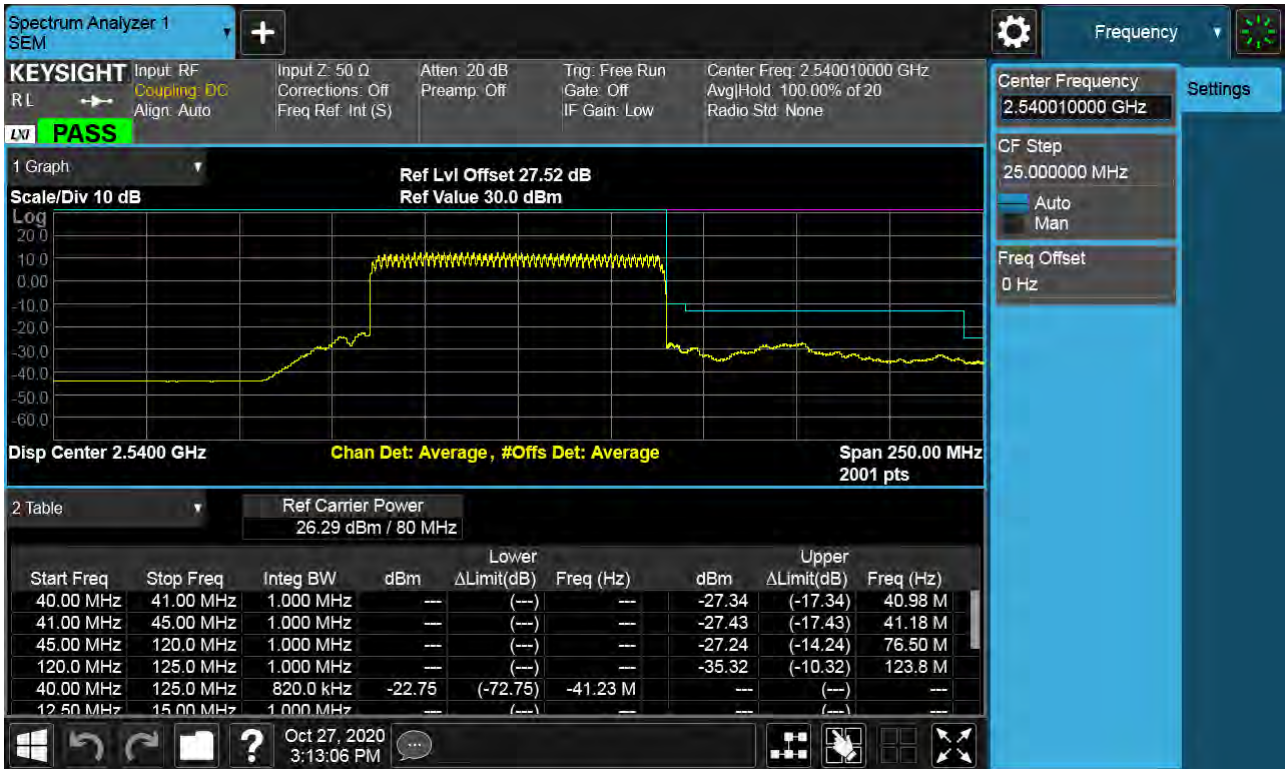 Spectrum Analyzer 1
SEM
+
Frequency
KEYSIGHT
RL
LXI
PASS
Input: RF
Coupling: DC
Align: Auto
Input Z: 50 Ω
Corrections: Off
Freq Ref: Int (S)
Atten: 20 dB
Preamp: Off
Trig: Free Run
Gate: Off
IF Gain: Low
Center Freq: 2.540010000 GHz
Avg|Hold: 100.00% of 20
Radio Std: None
Center Frequency
2.540010000 GHz
Settings
CF Step
25.000000 MHz
Auto
Man
Freq Offset
0 Hz
1 Graph
Ref Lvl Offset 27.52 dB
Scale/Div 10 dB
Ref Value 30.0 dBm
Log
20.0
10.0
0.00
-10.0
-20.0
-30.0
-40.0
-50.0
-60.0
Disp Center 2.5400 GHz
Chan Det: Average, #Offs Det: Average
Span 250.00 MHz
2001 pts
2 Table
Ref Carrier Power
26.29 dBm / 80 MHz
Lower Upper
Start Freq Stop Freq Integ BW dBm ΔLimit(dB) Freq (Hz) dBm ΔLimit(dB) Freq (Hz)
40.00 MHz 41.00 MHz 1.000 MHz --- (---) --- -27.34 (-17.34) 40.98 M
41.00 MHz 45.00 MHz 1.000 MHz --- (---) --- -27.43 (-17.43) 41.18 M
45.00 MHz 120.0 MHz 1.000 MHz --- (---) --- -27.24 (-14.24) 76.50 M
120.0 MHz 125.0 MHz 1.000 MHz --- (---) --- -35.32 (-10.32) 123.8 M
40.00 MHz 125.0 MHz 820.0 kHz -22.75 (-72.75) -41.23 M --- (---) ---
12.50 MHz 15.00 MHz 1.000 MHz --- (---) --- --- (---) ---
?
Oct 27, 2020
3:13:06 PM